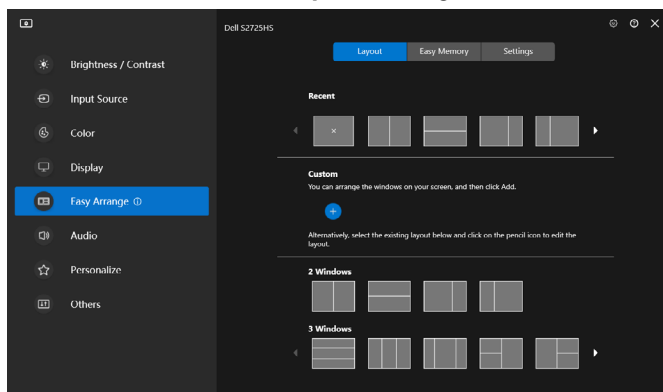 Dell S2725HS
Layout
Easy Memory
Settings
Brightness / Contrast
Input Source
Color
Display
Easy Arrange
Audio
Personalize
Others
Recent
Custom
You can arrange the windows on your screen, and then click Add.
Alternatively, select the existing layout below and click on the pencil icon to edit the
layout.
2 Windows
3 Windows